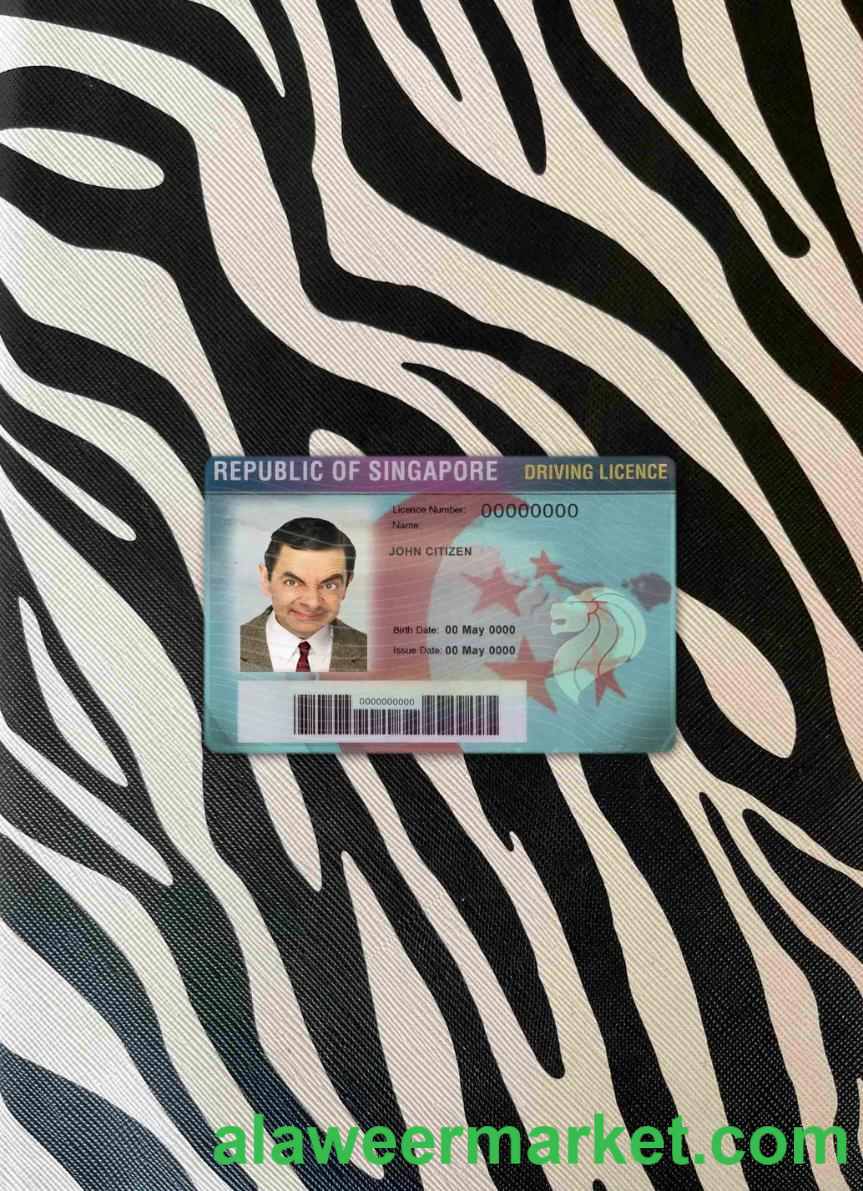 REPUBLIC OF SINGAPORE DRIVING LICENCE
Licence Number: 00000000
Name:
JOHN CITIZEN
Birth Date: 00 May 0000
Issue Date: 00 May 0000
0000000000
alaweermarket.com